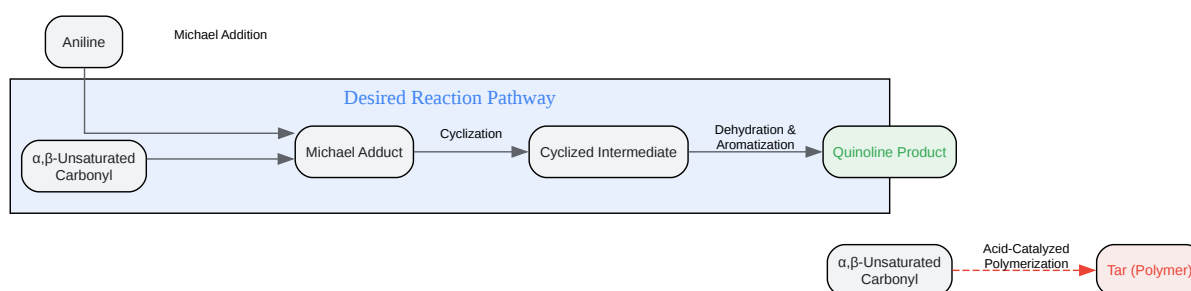 Aniline
Michael Addition
Desired Reaction Pathway
α,β-Unsaturated
Carbonyl
Michael Adduct
Cyclization
Cyclized Intermediate
Dehydration &
Aromatization
Quinoline Product
α,β-Unsaturated
Carbonyl
Acid-Catalyzed
Polymerization
Tar (Polymer)